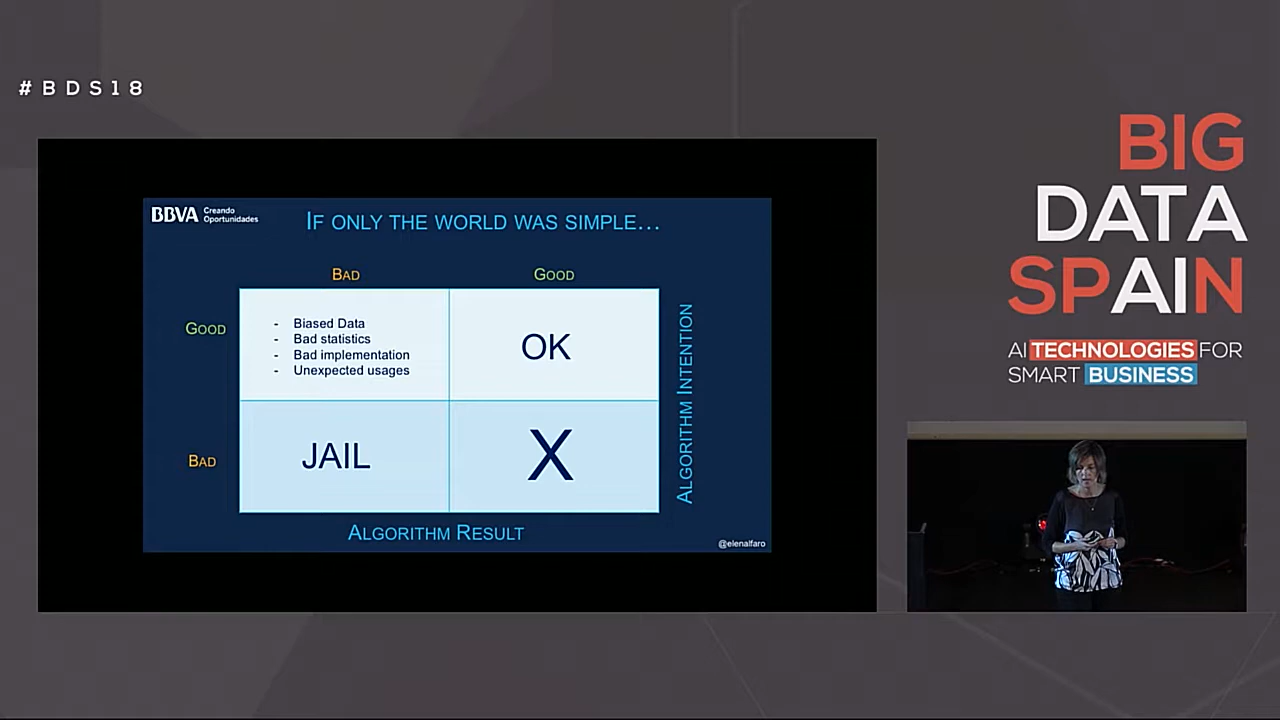 #BDS18
BIG
DATA
SPAIN
AI TECHNOLOGIES FOR
SMART BUSINESS
BBVA Creando
Oportunidades
IF ONLY THE WORLD WAS SIMPLE...
BAD
GOOD
GOOD
- Biased Data
- Bad statistics
- Bad implementation
- Unexpected usages
OK
BAD
JAIL
X
ALGORITHM INTENTION
ALGORITHM RESULT
@elenalfaro